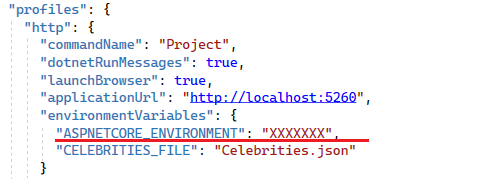 "profiles": {
"http": {
"commandName": "Project",
"dotnetRunMessages": true,
"launchBrowser": true,
"applicationUrl": "http://localhost:5260",
"environmentVariables": {
"ASPNETCORE_ENVIRONMENT": "XXXXXXX",
"CELEBRITIES_FILE": "Celebrities.json"
}